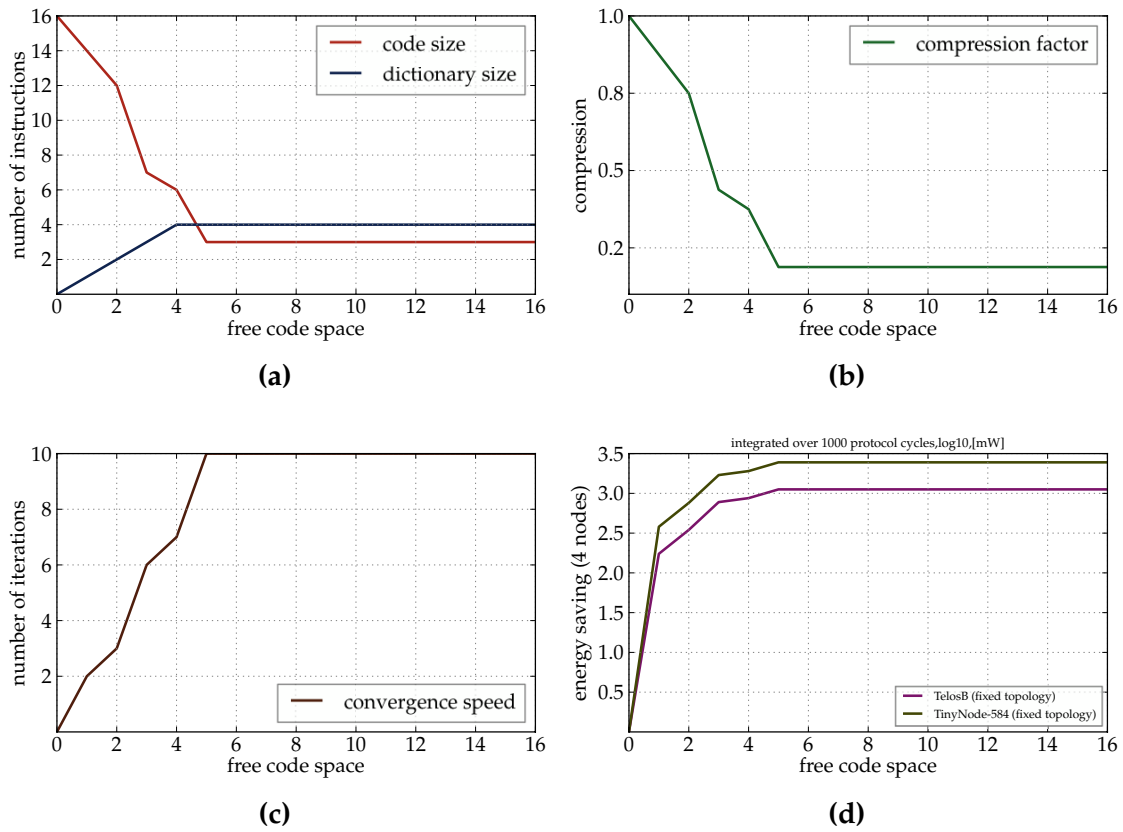 16
14
12
10
8
6
4
2
number of instructions
code size
dictionary size
0 2 4 6 8 10 12 14 16
free code space
(a)
1.0
0.8
0.5
0.2
compression
compression factor
0 2 4 6 8 10 12 14 16
free code space
(b)
10
8
6
4
2
number of iterations
convergence speed
0 2 4 6 8 10 12 14 16
free code space
(c)
integrated over 1000 protocol cycles,log10,[mW]
3.5
3.0
2.5
2.0
1.5
1.0
0.5
energy saving (4 nodes)
TelosB (fixed topology)
TinyNode-584 (fixed topology)
0 2 4 6 8 10 12 14 16
free code space
(d)